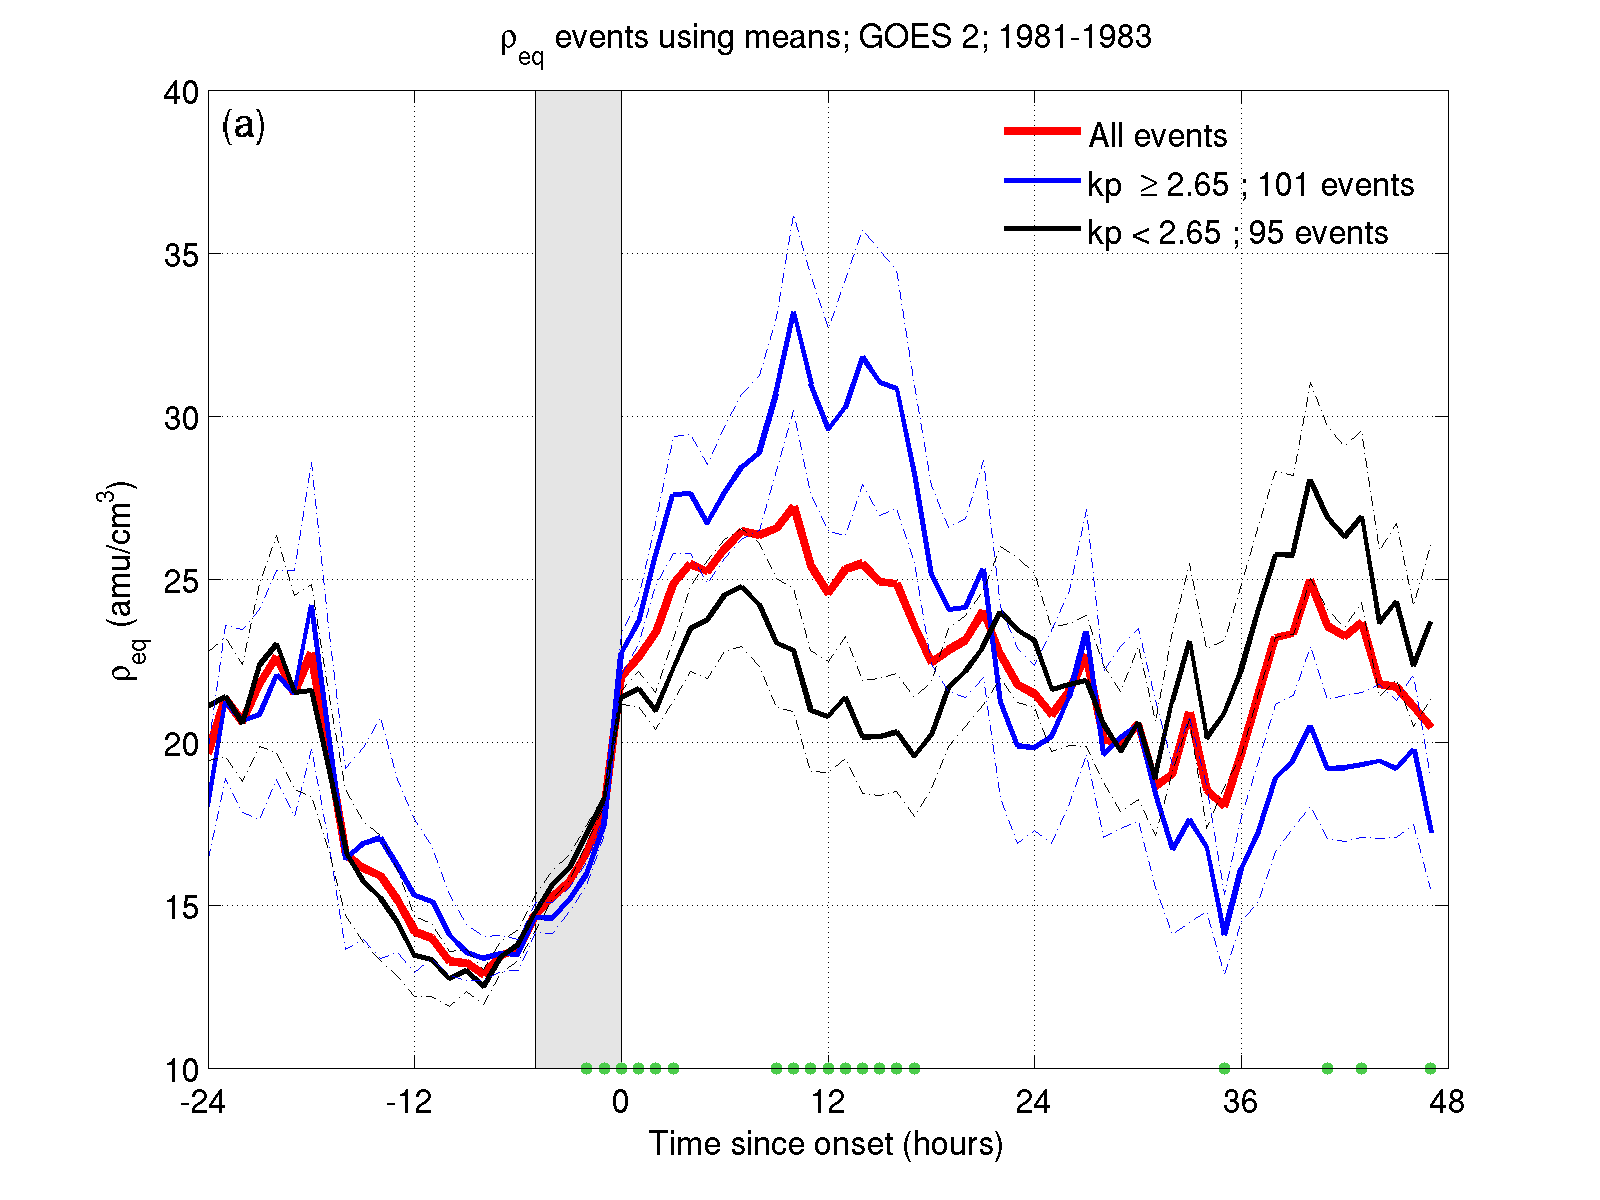 ρeq events using means; GOES 2; 1981-1983
(a)
All events
kp ≥ 2.65 ; 101 events
kp < 2.65 ; 95 events
40
35
30
25
20
15
10
ρeq (amu/cm³)
-24 -12 0 12 24 36 48
Time since onset (hours)